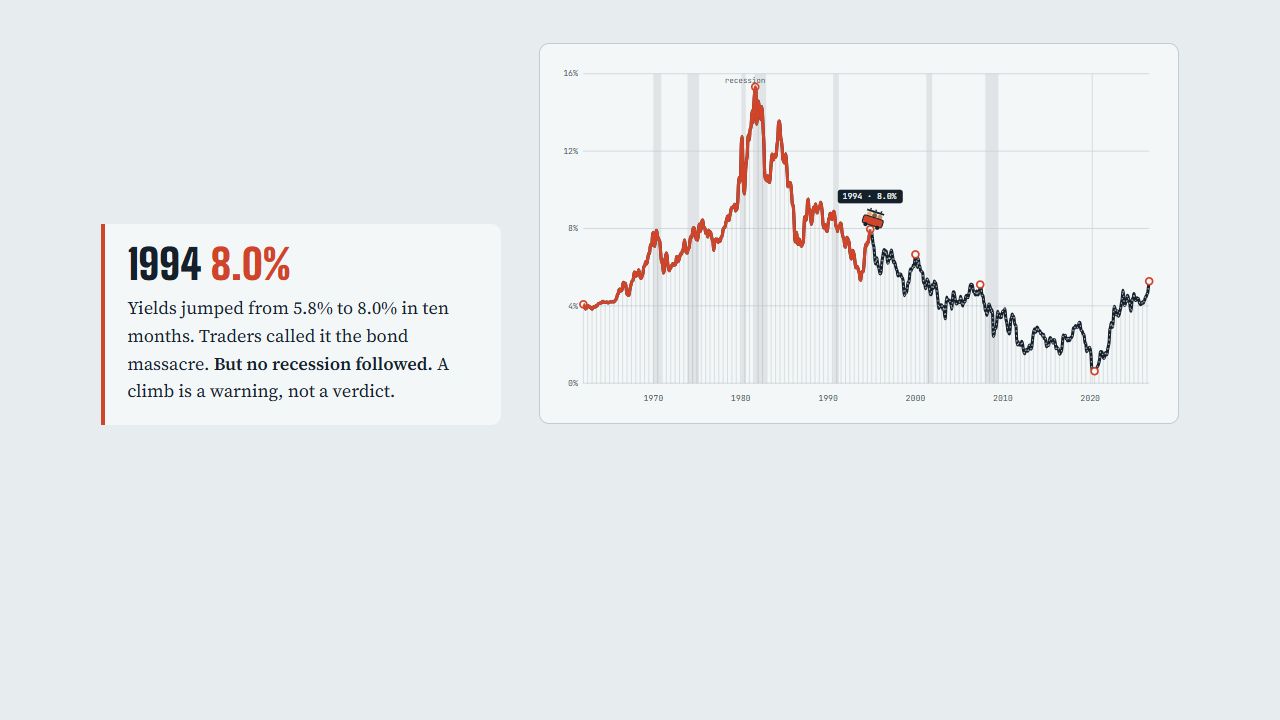 1994 8.0%
Yields jumped from 5.8% to 8.0% in ten
months. Traders called it the bond
massacre. But no recession followed. A
climb is a warning, not a verdict.
16%
recession
12%
1994 · 8.0%
8%
4%
0%
1970 1980 1990 2000 2010 2020